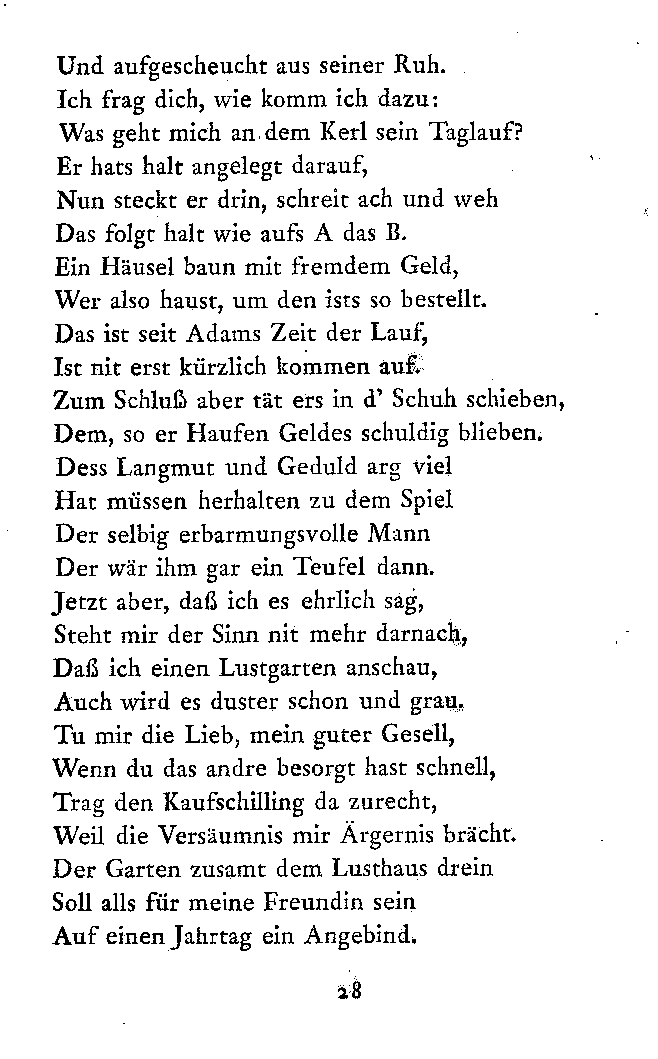 Und aufgescheucht aus seiner Ruh.
Ich frag dich, wie komm ich dazu:
Was geht mich an dem Kerl sein Taglauf?
Er hats halt angelegt darauf,
Nun steckt er drin, schreit ach und weh
Das folgt halt wie aufs A das B.
Ein Häusel baun mit fremdem Geld,
Wer also haust, um den ists so bestellt.
Das ist seit Adams Zeit der Lauf,
Ist nit erst kürzlich kommen auf.
Zum Schluß aber tät ers in d' Schuh schieben,
Dem, so er Haufen Geldes schuldig blieben.
Dess Langmut und Geduld arg viel
Hat müssen herhalten zu dem Spiel
Der selbig erbarmungsvolle Mann
Der wär ihm gar ein Teufel dann.
Jetzt aber, daß ich es ehrlich sag,
Steht mir der Sinn nit mehr darnach,
Daß ich einen Lustgarten anschau,
Auch wird es duster schon und grau.
Tu mir die Lieb, mein guter Gesell,
Wenn du das andre besorgt hast schnell,
Trag den Kaufschilling da zurecht,
Weil die Versäumnis mir Ärgernis brächt.
Der Garten zusamt dem Lusthaus drein
Soll alls für meine Freundin sein
Auf einen Jahrtag ein Angebind.
28